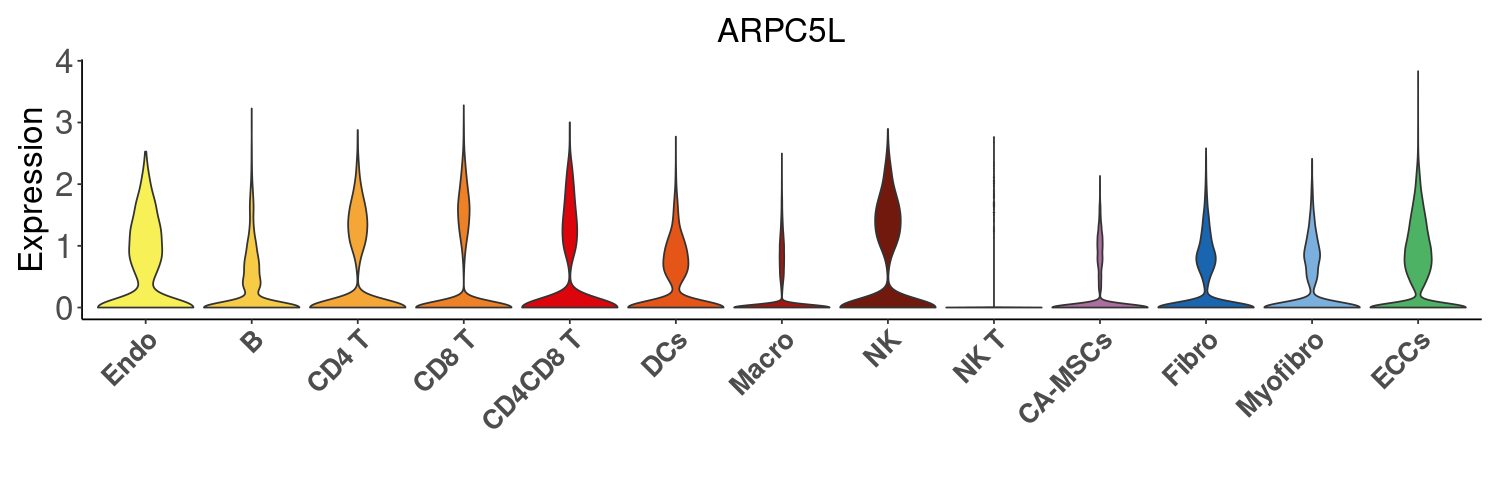 ARPC5L
Expression
4
3
2
1
0
Endo
B
CD4 T
CD8 T
CD4CD8 T
DCs
Macro
NK
NK T
CA-MSCs
Fibro
Myofibro
ECCs